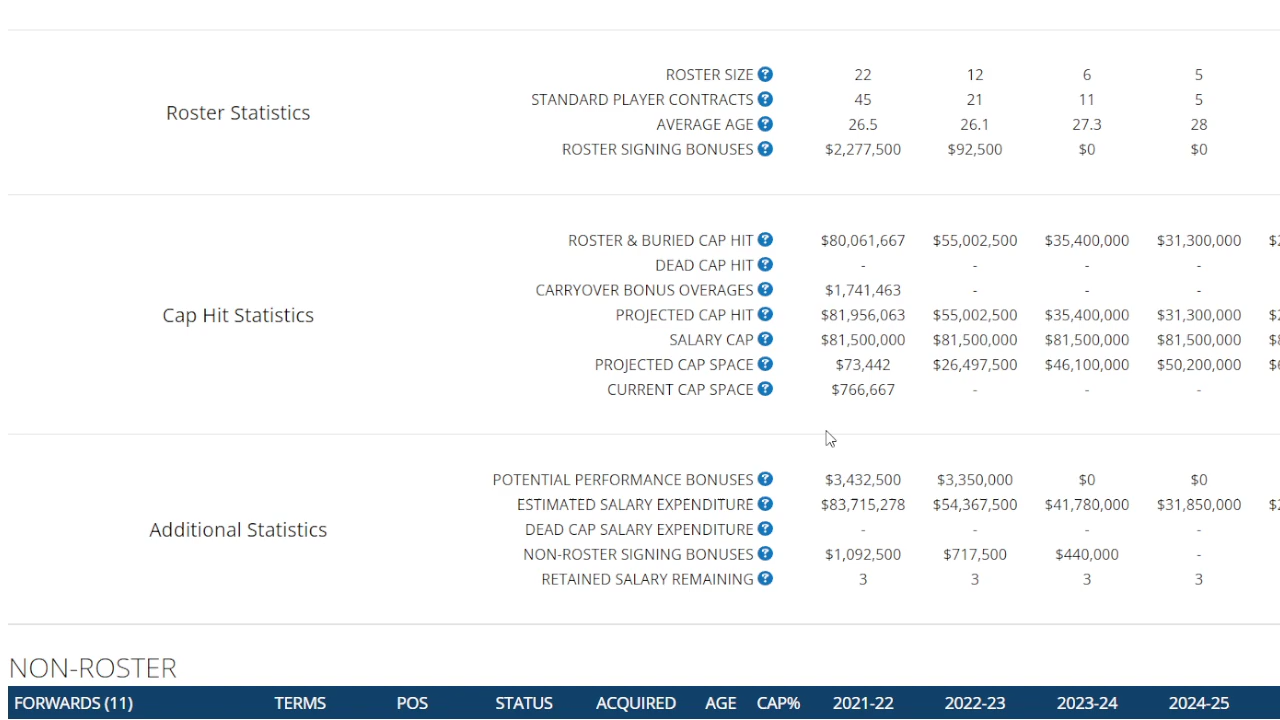 ROSTER SIZE 22 12 6 5
STANDARD PLAYER CONTRACTS 45 21 11 5
Roster Statistics
AVERAGE AGE 26.5 26.1 27.3 28
ROSTER SIGNING BONUSES $2,277,500 $92,500 $0 $0
ROSTER & BURIED CAP HIT $80,061,667 $55,002,500 $35,400,000 $31,300,000
DEAD CAP HIT - - - -
CARRYOVER BONUS OVERAGES $1,741,463 - - -
Cap Hit Statistics
PROJECTED CAP HIT $81,956,063 $55,002,500 $35,400,000 $31,300,000
SALARY CAP $81,500,000 $81,500,000 $81,500,000 $81,500,000
PROJECTED CAP SPACE $73,442 $26,497,500 $46,100,000 $50,200,000
CURRENT CAP SPACE $766,667 - - -
POTENTIAL PERFORMANCE BONUSES $3,432,500 $3,350,000 $0 $0
ESTIMATED SALARY EXPENDITURE $83,715,278 $54,367,500 $41,780,000 $31,850,000
Additional Statistics
DEAD CAP SALARY EXPENDITURE - - - -
NON-ROSTER SIGNING BONUSES $1,092,500 $717,500 $440,000 -
RETAINED SALARY REMAINING 3 3 3 3
NON-ROSTER
FORWARDS (11) TERMS POS STATUS ACQUIRED AGE CAP% 2021-22 2022-23 2023-24 2024-25